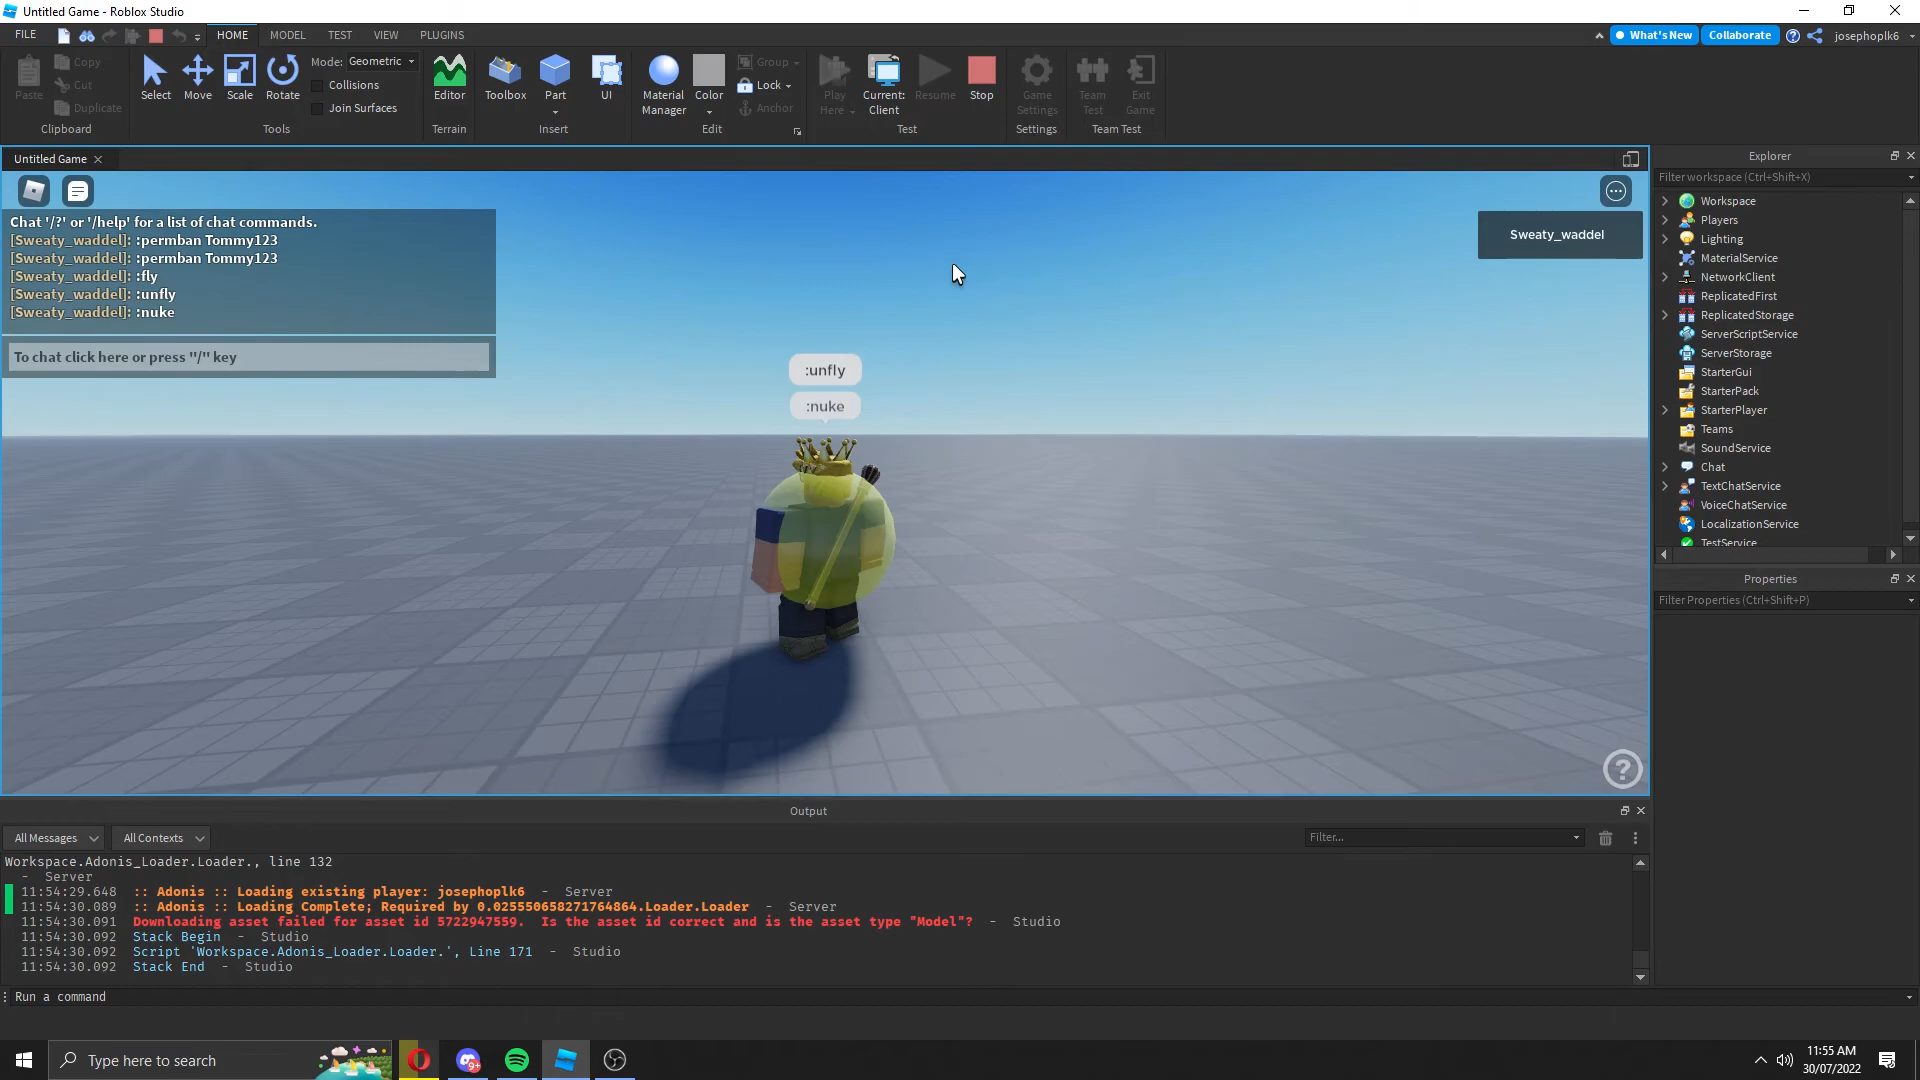 Untitled Game - Roblox Studio
FILE HOME MODEL TEST VIEW PLUGINS What's New Collaborate josephoplk6
Paste Copy Cut Duplicate Clipboard
Select Move Scale Rotate Mode: Geometric Collisions Join Surfaces Tools
Editor Terrain
Toolbox Part UI Insert
Material Manager Color Group Lock Anchor Edit
Play Here Current: Client Resume Stop Test
Game Settings Settings
Team Test Exit Game Team Test
Untitled Game
Chat '/?' or '/help' for a list of chat commands.
[Sweaty_waddel]: :permban Tommy123
[Sweaty_waddel]: :permban Tommy123
[Sweaty_waddel]: :fly
[Sweaty_waddel]: :unfly
[Sweaty_waddel]: :nuke
To chat click here or press "/" key
Sweaty_waddel
:unfly
:nuke
?
Explorer
Filter workspace (Ctrl+Shift+X)
Workspace
Players
Lighting
MaterialService
NetworkClient
ReplicatedFirst
ReplicatedStorage
ServerScriptService
ServerStorage
StarterGui
StarterPack
StarterPlayer
Teams
SoundService
Chat
TextChatService
VoiceChatService
LocalizationService
TestService
Properties
Filter Properties (Ctrl+Shift+P)
Output
All Messages All Contexts Filter...
Workspace.Adonis_Loader.Loader., line 132
- Server
11:54:29.648 :: Adonis :: Loading existing player: josephoplk6 - Server
11:54:30.089 :: Adonis :: Loading Complete; Required by 0.025550658271764864.Loader.Loader - Server
11:54:30.091 Downloading asset failed for asset id 5722947559. Is the asset id correct and is the asset type "Model"? - Studio
11:54:30.092 Stack Begin - Studio
11:54:30.092 Script 'Workspace.Adonis_Loader.Loader.', Line 171 - Studio
11:54:30.092 Stack End - Studio
Run a command
Type here to search
9+
11:55 AM
30/07/2022